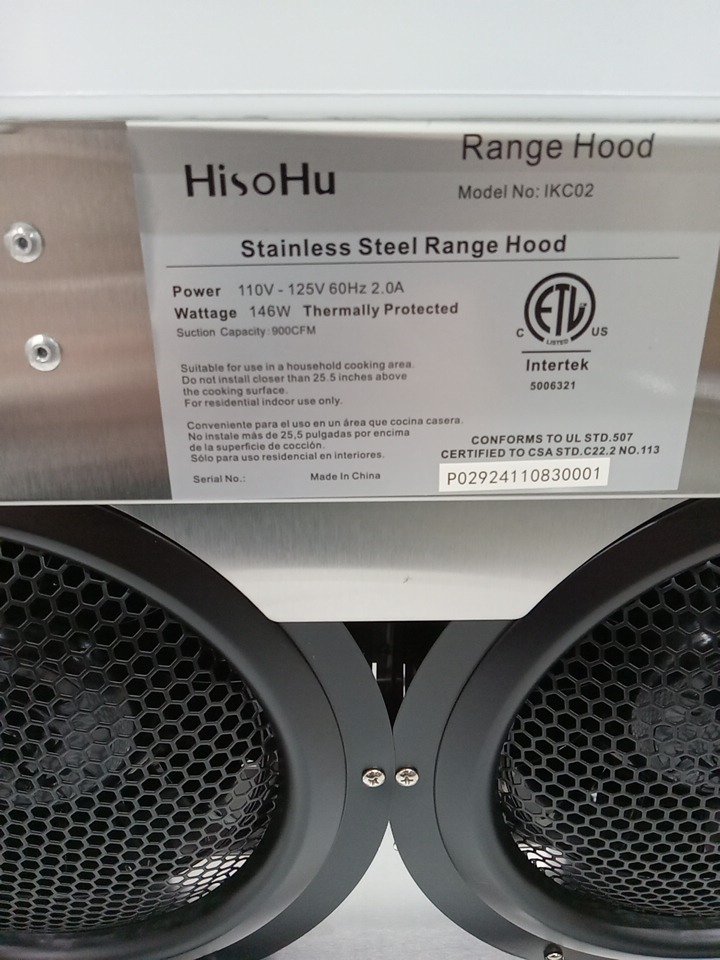 HisoHu
Range Hood
Model No: IKC02
Stainless Steel Range Hood
Power 110V - 125V 60Hz 2.0A
Wattage 146W Thermally Protected
Suction Capacity:900CFM
C ETL US
LISTED
Intertek
5006321
Suitable for use in a household cooking area.
Do not install closer than 25.5 inches above
the cooking surface.
For residential indoor use only.
Conveniente para el uso en un área que cocina casera.
No instale más de 25,5 pulgadas por encima
de la superficie de cocción.
Sólo para uso residencial en interiores.
CONFORMS TO UL STD.507
CERTIFIED TO CSA STD.C22.2 NO.113
Serial No.:
Made In China
P02924110830001